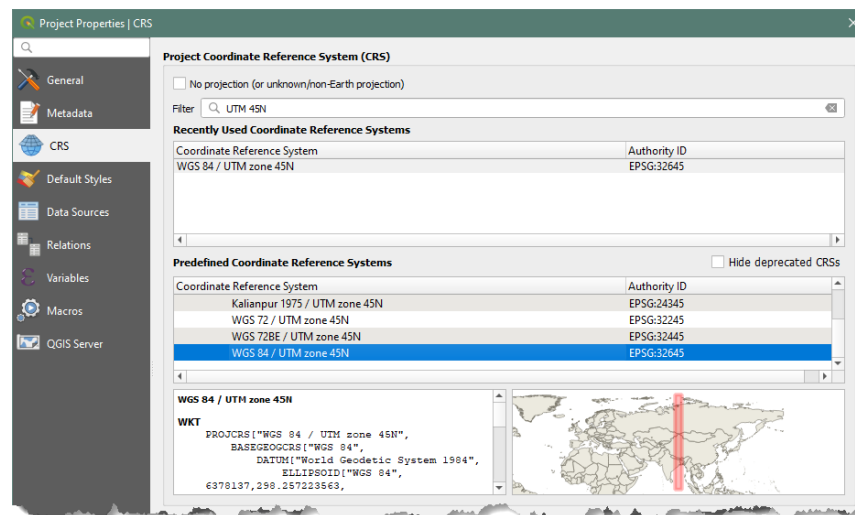 Project Properties | CRS
General
Metadata
CRS
Default Styles
Data Sources
Relations
Variables
Macros
QGIS Server
Project Coordinate Reference System (CRS)
No projection (or unknown/non-Earth projection)
Filter UTM 45N
Recently Used Coordinate Reference Systems
Coordinate Reference System Authority ID
WGS 84 / UTM zone 45N EPSG:32645
Predefined Coordinate Reference Systems Hide deprecated CRSs
Coordinate Reference System Authority ID
Kalianpur 1975 / UTM zone 45N EPSG:24345
WGS 72 / UTM zone 45N EPSG:32245
WGS 72BE / UTM zone 45N EPSG:32445
WGS 84 / UTM zone 45N EPSG:32645
WGS 84 / UTM zone 45N
WKT
PROJCRS["WGS 84 / UTM zone 45N",
BASEGEOGCRS["WGS 84",
DATUM["World Geodetic System 1984",
ELLIPSOID["WGS 84",
6378137,298.257223563,